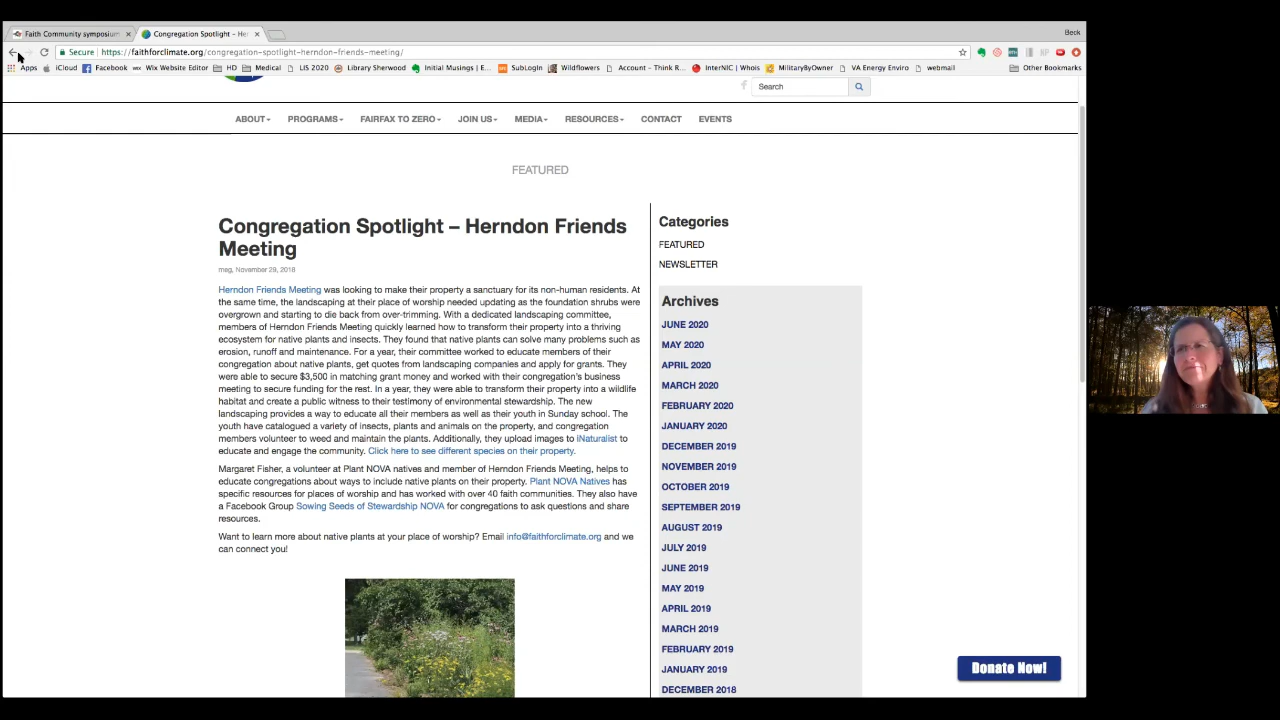 Faith Community symposium
Congregation Spotlight – Her
Beck
Secure https://faithforclimate.org/congregation-spotlight-herndon-friends-meeting/
Apps iCloud Facebook Wix Website Editor HD Medical LIS 2020 Library Sherwood Initial Musings | E... SubLogIn Wildflowers Account – Think R... InterNIC | Whois MilitaryByOwner VA Energy Enviro webmail Other Bookmarks
Search
ABOUT PROGRAMS FAIRFAX TO ZERO JOIN US MEDIA RESOURCES CONTACT EVENTS
FEATURED
Congregation Spotlight – Herndon Friends
Meeting
meg, November 29, 2018
Herndon Friends Meeting was looking to make their property a sanctuary for its non-human residents. At
the same time, the landscaping at their place of worship needed updating as the foundation shrubs were
overgrown and starting to die back from over-trimming. With a dedicated landscaping committee,
members of Herndon Friends Meeting quickly learned how to transform their property into a thriving
ecosystem for native plants and insects. They found that native plants can solve many problems such as
erosion, runoff and maintenance. For a year, their committee worked to educate members of their
congregation about native plants, get quotes from landscaping companies and apply for grants. They
were able to secure $3,500 in matching grant money and worked with their congregation's business
meeting to secure funding for the rest. In a year, they were able to transform their property into a wildlife
habitat and create a public witness to their testimony of environmental stewardship. The new
landscaping provides a way to educate all their members as well as their youth in Sunday school. The
youth have catalogued a variety of insects, plants and animals on the property, and congregation
members volunteer to weed and maintain the plants. Additionally, they upload images to iNaturalist to
educate and engage the community. Click here to see different species on their property.
Margaret Fisher, a volunteer at Plant NOVA natives and member of Herndon Friends Meeting, helps to
educate congregations about ways to include native plants on their property. Plant NOVA Natives has
specific resources for places of worship and has worked with over 40 faith communities. They also have
a Facebook Group Sowing Seeds of Stewardship NOVA for congregations to ask questions and share
resources.
Want to learn more about native plants at your place of worship? Email info@faithforclimate.org and we
can connect you!
Categories
FEATURED
NEWSLETTER
Archives
JUNE 2020
MAY 2020
APRIL 2020
MARCH 2020
FEBRUARY 2020
JANUARY 2020
DECEMBER 2019
NOVEMBER 2019
OCTOBER 2019
SEPTEMBER 2019
AUGUST 2019
JULY 2019
JUNE 2019
MAY 2019
APRIL 2019
MARCH 2019
FEBRUARY 2019
JANUARY 2019
DECEMBER 2018
Donate Now!